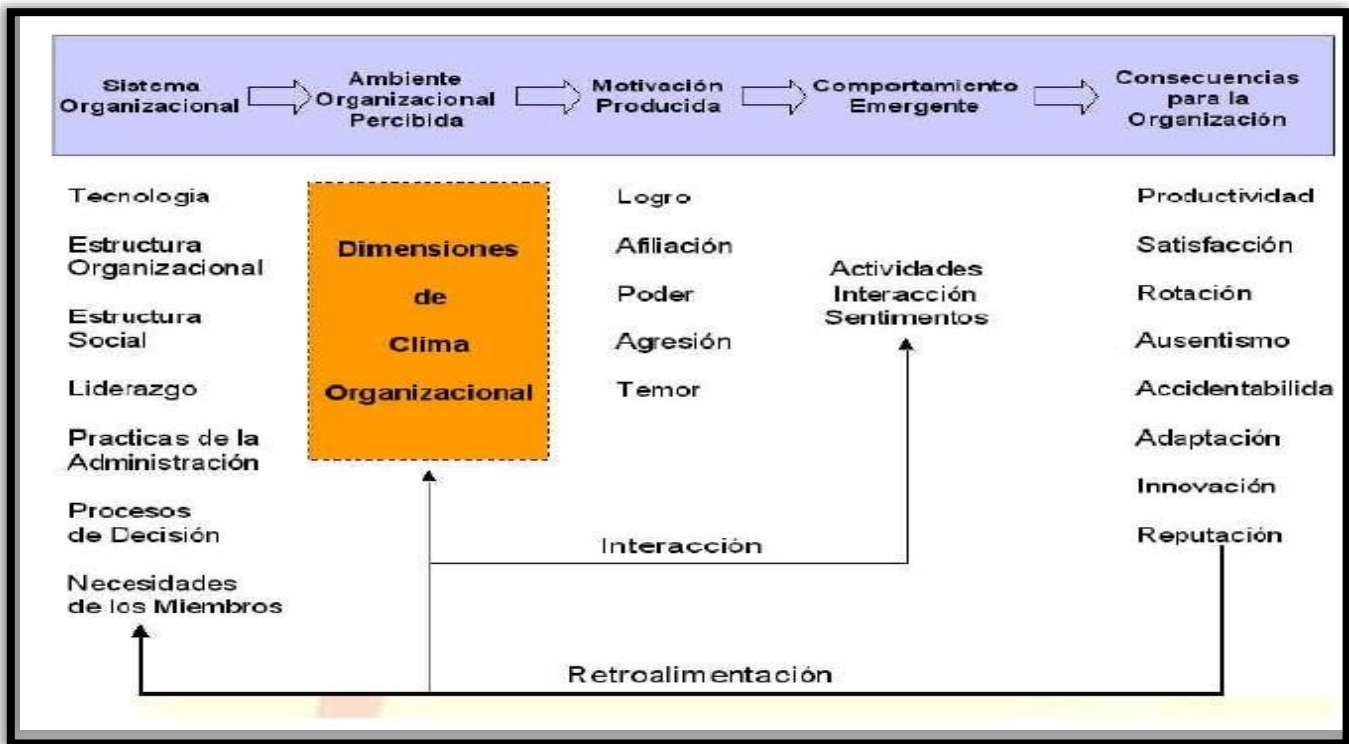 Sistema
Organizacional
Ambiente
Organizacional
Percibida
Motivación
Producida
Comportamiento
Emergente
Consecuencias
para la
Organización
Tecnologia
Estructura
Organizacional
Estructura
Social
Liderazgo
Practicas de la
Administración
Procesos
de Decisión
Necesidades
de los Miembros
Dimensiones
de
Clima
Organizacional
Logro
Afiliación
Poder
Agresión
Temor
Actividades
Interacción
Sentimentos
Productividad
Satisfacción
Rotación
Ausentismo
Accidentabilida
Adaptación
Innovación
Reputación
Interacción
Retroalimentación